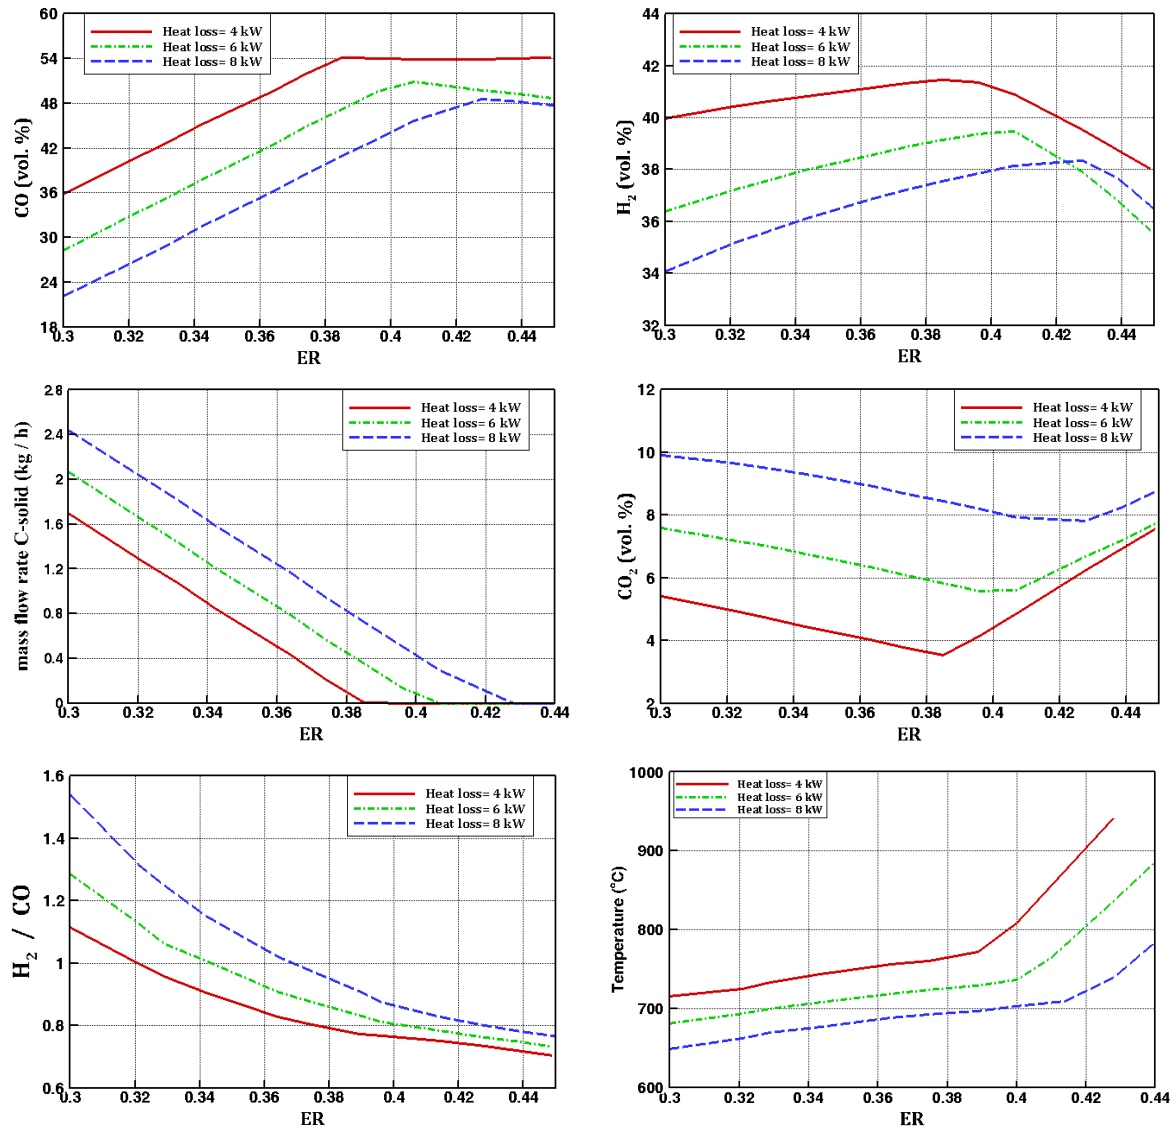 60
54
48
42
36
30
24
18
CO (vol. %)
Heat loss= 4 kW
Heat loss= 6 kW
Heat loss= 8 kW
0.3 0.32 0.34 0.36 0.38 0.4 0.42 0.44
ER
44
42
40
38
36
34
32
H2 (vol. %)
Heat loss= 4 kW
Heat loss= 6 kW
Heat loss= 8 kW
0.3 0.32 0.34 0.36 0.38 0.4 0.42 0.44
ER
2.8
2.4
2
1.6
1.2
0.8
0.4
0
mass flow rate C-solid (kg / h)
Heat loss= 4 kW
Heat loss= 6 kW
Heat loss= 8 kW
0.3 0.32 0.34 0.36 0.38 0.4 0.42 0.44
ER
12
10
8
6
4
2
CO2 (vol. %)
Heat loss= 4 kW
Heat loss= 6 kW
Heat loss= 8 kW
0.3 0.32 0.34 0.36 0.38 0.4 0.42 0.44
ER
1.6
1.4
1.2
1
0.8
0.6
H2 / CO
Heat loss= 4 kW
Heat loss= 6 kW
Heat loss= 8 kW
0.3 0.32 0.34 0.36 0.38 0.4 0.42 0.44
ER
1000
900
800
700
600
Temperature (°C)
Heat loss= 4 kW
Heat loss= 6 kW
Heat loss= 8 kW
0.3 0.32 0.34 0.36 0.38 0.4 0.42 0.44
ER